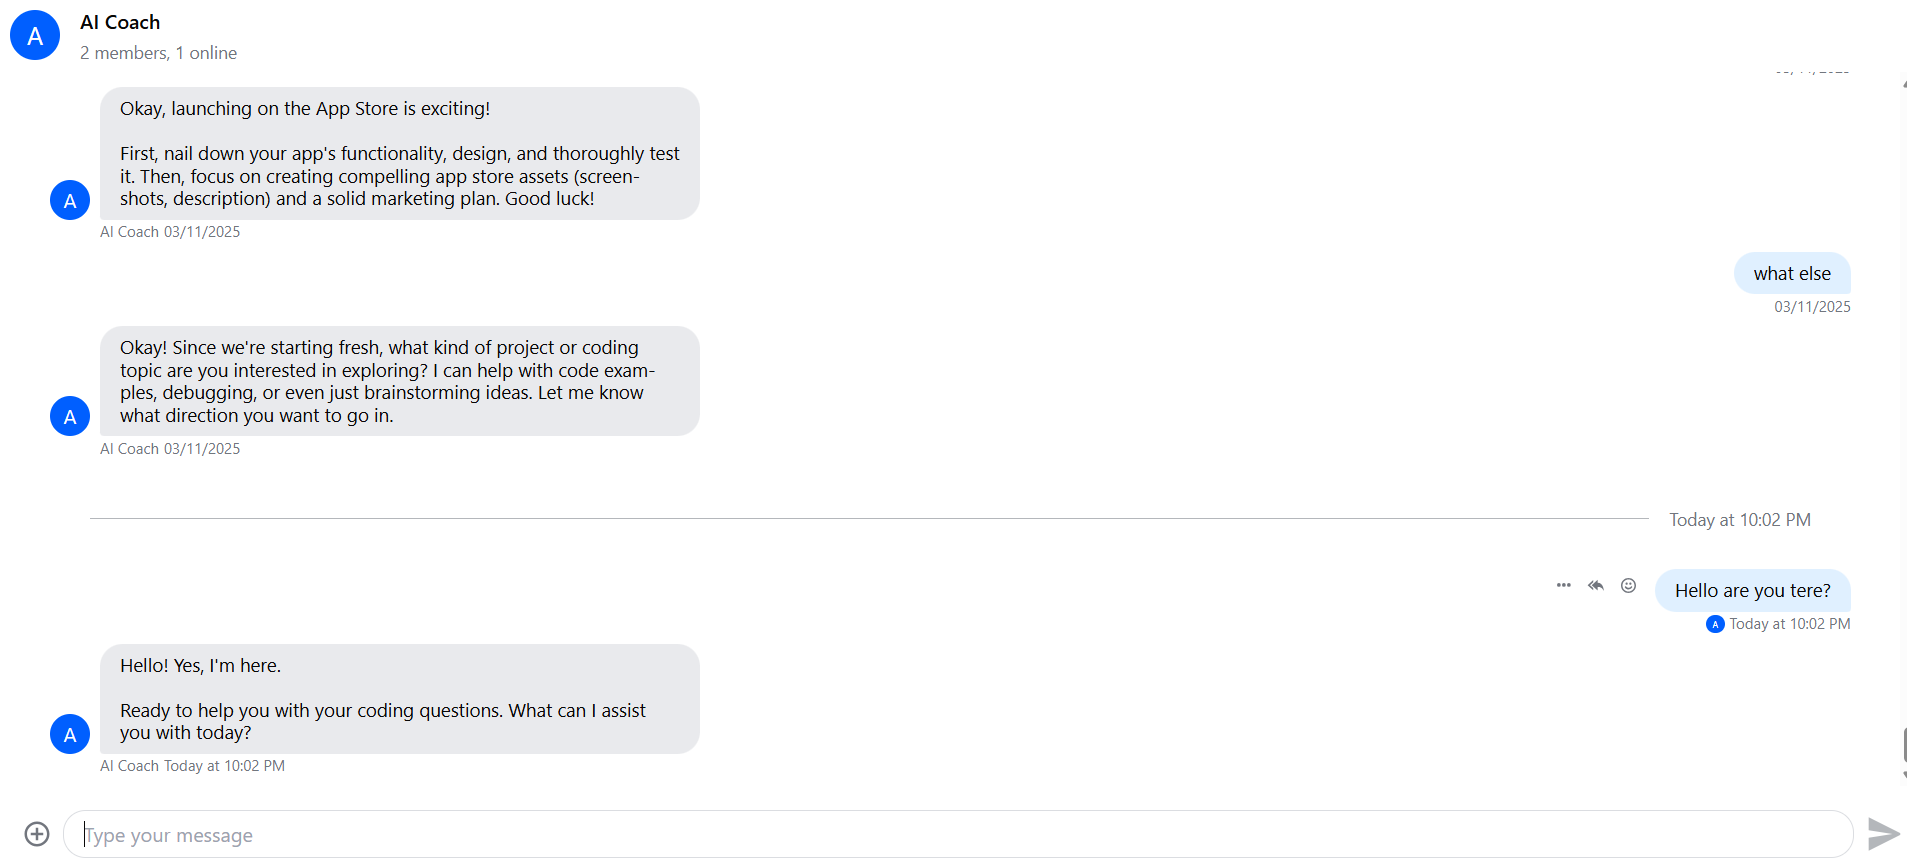 A
AI Coach
2 members, 1 online
Okay, launching on the App Store is exciting!
First, nail down your app's functionality, design, and thoroughly test
it. Then, focus on creating compelling app store assets (screen-
shots, description) and a solid marketing plan. Good luck!
A
AI Coach 03/11/2025
what else
03/11/2025
Okay! Since we're starting fresh, what kind of project or coding
topic are you interested in exploring? I can help with code exam-
ples, debugging, or even just brainstorming ideas. Let me know
what direction you want to go in.
A
AI Coach 03/11/2025
Today at 10:02 PM
Hello are you tere?
A Today at 10:02 PM
Hello! Yes, I'm here.
Ready to help you with your coding questions. What can I assist
you with today?
A
AI Coach Today at 10:02 PM
Type your message